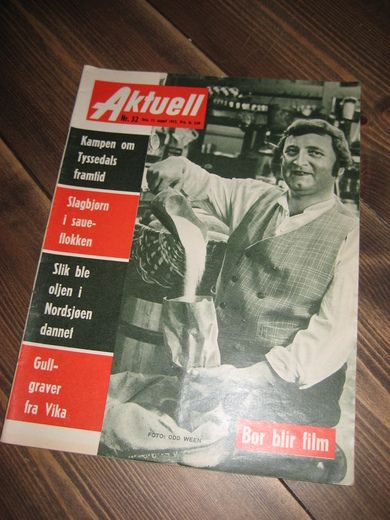 Aktuell
Nr. 32
Kampen om
Tyssedals
framtid
Slagbjørn
i saue-
flokken
Slik ble
oljen i
Nordsjøen
dannet
Gull-
graver
fra Vika
FOTO: ODD WEEN
Bør blir film